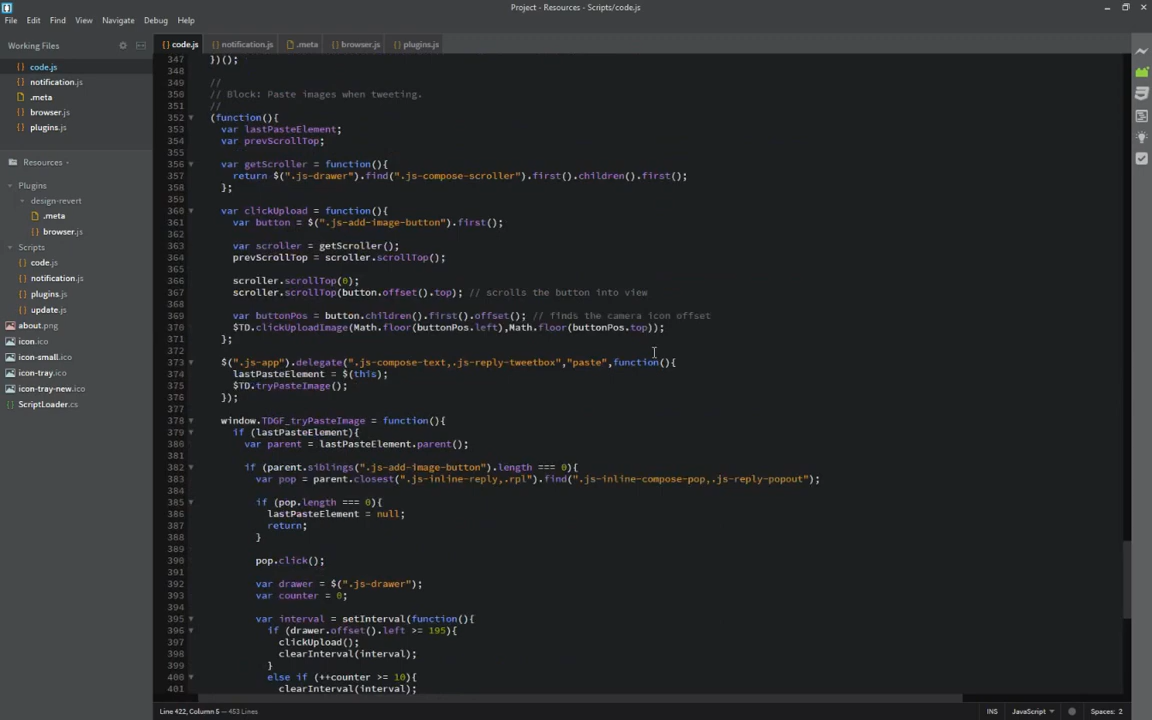 Project - Resources - Scripts/code.js
File Edit Find View Navigate Debug Help
Working Files
code.js
notification.js
.meta
browser.js
plugins.js
Resources
Plugins
design-revert
.meta
browser.js
Scripts
code.js
notification.js
plugins.js
update.js
about.png
icon.ico
icon-small.ico
icon-tray.ico
icon-tray-new.ico
ScriptLoader.cs
code.js notification.js .meta browser.js plugins.js
347 })();
348
349 //
350 // Block: Paste images when tweeting.
351 //
352 (function(){
353 var lastPasteElement;
354 var prevScrollTop;
355
356 var getScroller = function(){
357 return $(".js-drawer").find(".js-compose-scroller").first().children().first();
358 };
359
360 var clickUpload = function(){
361 var button = $(".js-add-image-button").first();
362
363 var scroller = getScroller();
364 prevScrollTop = scroller.scrollTop();
365
366 scroller.scrollTop(0);
367 scroller.scrollTop(button.offset().top); // scrolls the button into view
368
369 var buttonPos = button.children().first().offset(); // finds the camera icon offset
370 $TD.clickUploadImage(Math.floor(buttonPos.left),Math.floor(buttonPos.top));
371 };
372
373 $(".js-app").delegate(".js-compose-text,.js-reply-tweetbox","paste",function(){
374 lastPasteElement = $(this);
375 $TD.tryPasteImage();
376 });
377
378 window.TDGF_tryPasteImage = function(){
379 if (lastPasteElement){
380 var parent = lastPasteElement.parent();
381
382 if (parent.siblings(".js-add-image-button").length === 0){
383 var pop = parent.closest(".js-inline-reply,.rpl").find(".js-inline-compose-pop,.js-reply-popout");
384
385 if (pop.length === 0){
386 lastPasteElement = null;
387 return;
388 }
389
390 pop.click();
391
392 var drawer = $(".js-drawer");
393 var counter = 0;
394
395 var interval = setInterval(function(){
396 if (drawer.offset().left >= 195){
397 clickUpload();
398 clearInterval(interval);
399 }
400 else if (++counter >= 10){
401 clearInterval(interval);
Line 422, Column 5 — 453 Lines
INS JavaScript Spaces: 2